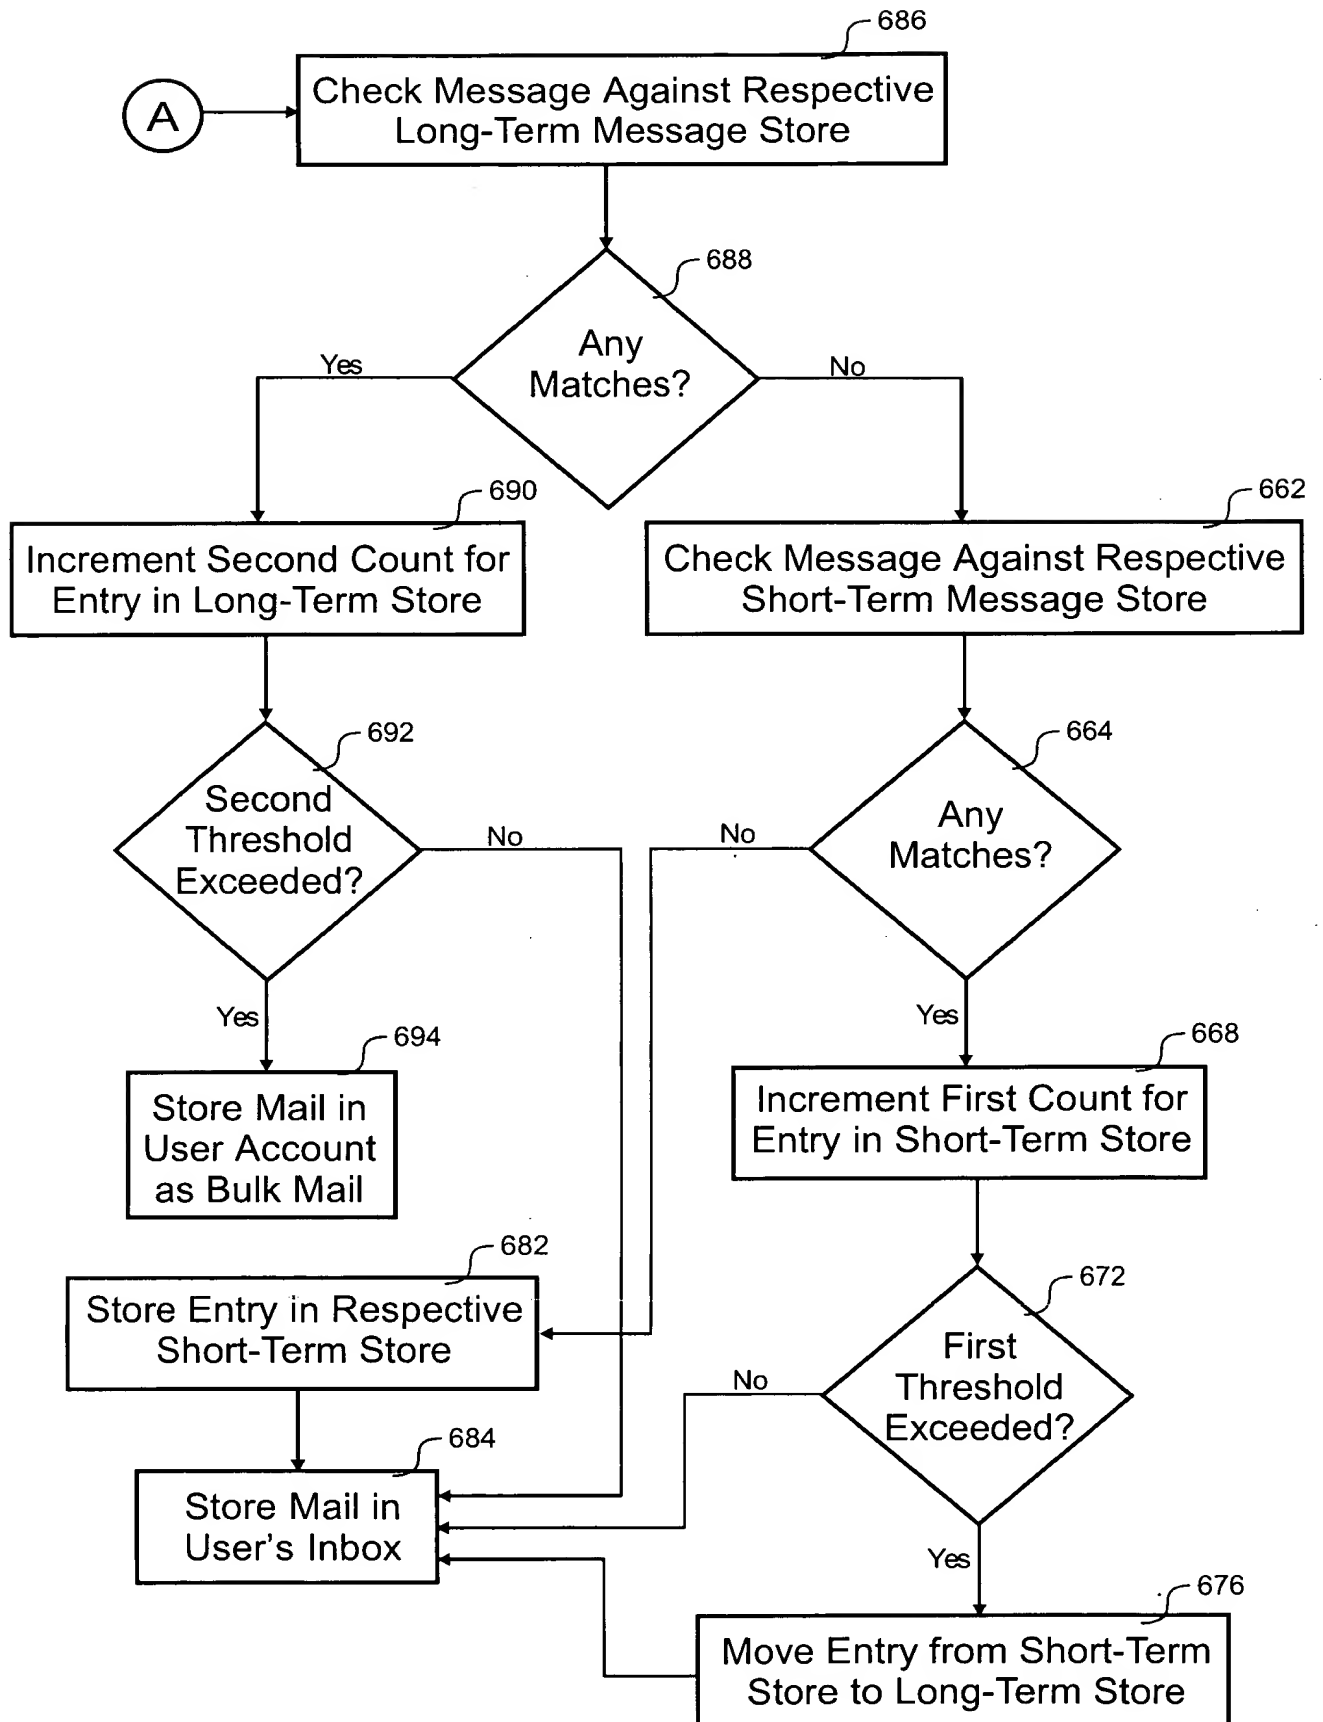 686
A
Check Message Against Respective
Long-Term Message Store
688
Any
Matches?
Yes
No
690
Increment Second Count for
Entry in Long-Term Store
662
Check Message Against Respective
Short-Term Message Store
692
Second
Threshold
Exceeded?
No
Yes
664
Any
Matches?
No
Yes
694
Store Mail in
User Account
as Bulk Mail
668
Increment First Count for
Entry in Short-Term Store
682
Store Entry in Respective
Short-Term Store
672
First
Threshold
Exceeded?
No
Yes
684
Store Mail in
User's Inbox
676
Move Entry from Short-Term
Store to Long-Term Store